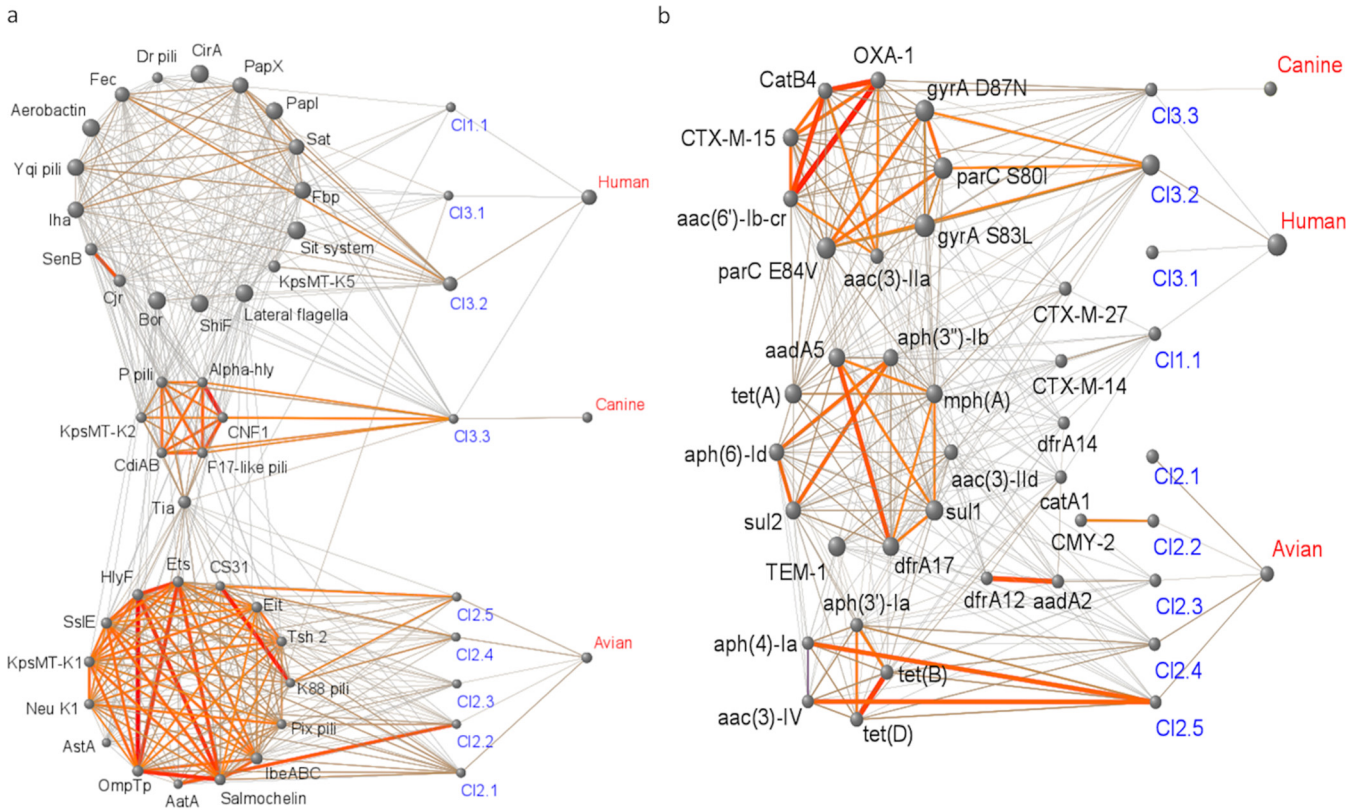 a
Dr pili
CirA
PapX
Fec
PapI
Aerobactin
Sat
Yqi pili
Fbp
Iha
Sit system
SenB
KpsMT-K5
Cjr
Bor
ShiF
Lateral flagella
Cl1.1
Cl3.1
Human
Cl3.2
P pili
Alpha-hly
KpsMT-K2
CNF1
CdiAB
F17-like pili
Cl3.3
Canine
Tia
HlyF
Ets
CS31
Eit
SslE
Tsh 2
KpsMT-K1
K88 pili
Neu K1
Pix pili
AstA
IbeABC
OmpTp
AatA
Salmochelin
Cl2.5
Cl2.4
Avian
Cl2.3
Cl2.2
Cl2.1
b
OXA-1
CatB4
gyrA D87N
CTX-M-15
parC S80I
aac(6')-Ib-cr
gyrA S83L
parC E84V
aac(3)-IIa
Cl3.3
Canine
Cl3.2
Human
Cl3.1
CTX-M-27
Cl1.1
CTX-M-14
aadA5
aph(3'')-Ib
tet(A)
mph(A)
dfrA14
aph(6)-Id
aac(3)-IId
catA1
Cl2.1
sul2
sul1
CMY-2
Cl2.2
Avian
TEM-1
dfrA17
dfrA12
aadA2
Cl2.3
aph(3')-Ia
aph(4)-Ia
tet(B)
Cl2.4
aac(3)-IV
tet(D)
Cl2.5